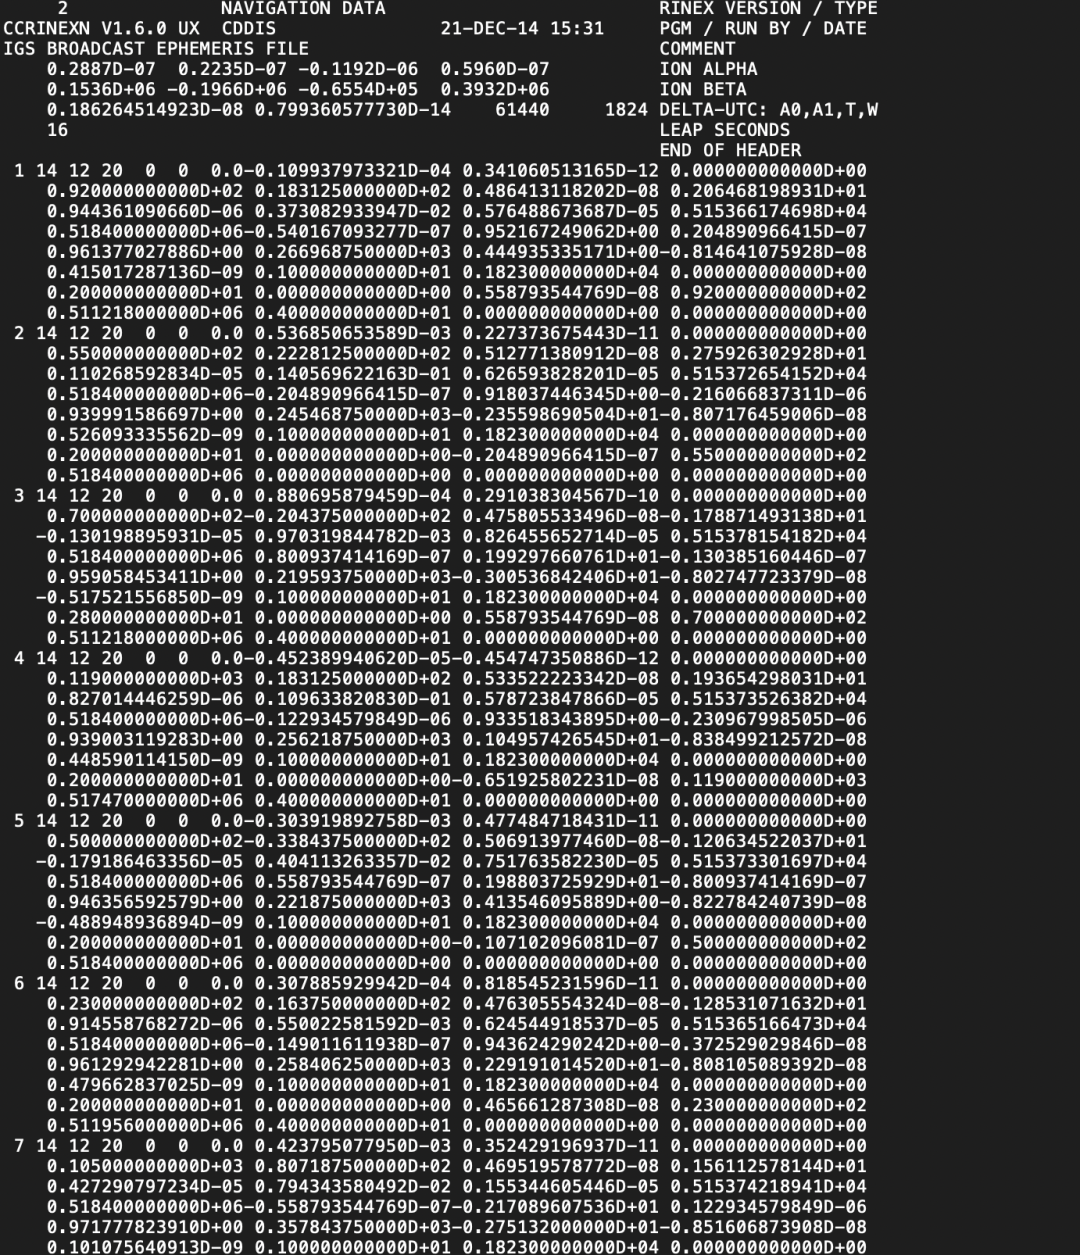 2              NAVIGATION DATA                         RINEX VERSION / TYPE
CCRINEXN V1.6.0 UX  CDDIS               21-DEC-14 15:31     PGM / RUN BY / DATE
IGS BROADCAST EPHEMERIS FILE                                COMMENT
    0.2887D-07  0.2235D-07 -0.1192D-06  0.5960D-07          ION ALPHA
    0.1536D+06 -0.1966D+06 -0.6554D+05  0.3932D+06          ION BETA
    0.186264514923D-08 0.799360577730D-14    61440     1824 DELTA-UTC: A0,A1,T,W
    16                                                      LEAP SECONDS
                                                            END OF HEADER
 1 14 12 20  0  0  0.0-0.109937973321D-04 0.341060513165D-12 0.000000000000D+00
    0.920000000000D+02 0.183125000000D+02 0.486413118202D-08 0.206468198931D+01
    0.944361090660D-06 0.373082933947D-02 0.576488673687D-05 0.515366174698D+04
    0.518400000000D+06-0.540167093277D-07 0.952167249062D+00 0.204890966415D-07
    0.961377027886D+00 0.266968750000D+03 0.444935335171D+00-0.814641075928D-08
    0.415017287136D-09 0.100000000000D+01 0.182300000000D+04 0.000000000000D+00
    0.200000000000D+01 0.000000000000D+00 0.558793544769D-08 0.920000000000D+02
    0.511218000000D+06 0.400000000000D+01 0.000000000000D+00 0.000000000000D+00
 2 14 12 20  0  0  0.0 0.536850653589D-03 0.227373675443D-11 0.000000000000D+00
    0.550000000000D+02 0.222812500000D+02 0.512771380912D-08 0.275926302928D+01
    0.110268592834D-05 0.140569622163D-01 0.626593828201D-05 0.515372654152D+04
    0.518400000000D+06-0.204890966415D-07 0.918037446345D+00-0.216066837311D-06
    0.939991586697D+00 0.245468750000D+03-0.235598690504D+01-0.807176459006D-08
    0.526093335562D-09 0.100000000000D+01 0.182300000000D+04 0.000000000000D+00
    0.200000000000D+01 0.000000000000D+00-0.204890966415D-07 0.550000000000D+02
    0.518400000000D+06 0.000000000000D+00 0.000000000000D+00 0.000000000000D+00
 3 14 12 20  0  0  0.0 0.880695879459D-04 0.291038304567D-10 0.000000000000D+00
    0.700000000000D+02-0.204375000000D+02 0.475805533496D-08-0.178871493138D+01
   -0.130198895931D-05 0.970319844782D-03 0.826455652714D-05 0.515378154182D+04
    0.518400000000D+06 0.800937414169D-07 0.199297660761D+01-0.130385160446D-07
    0.959058453411D+00 0.219593750000D+03-0.300536842406D+01-0.802747723379D-08
   -0.517521556850D-09 0.100000000000D+01 0.182300000000D+04 0.000000000000D+00
    0.280000000000D+01 0.000000000000D+00 0.558793544769D-08 0.700000000000D+02
    0.511218000000D+06 0.400000000000D+01 0.000000000000D+00 0.000000000000D+00
 4 14 12 20  0  0  0.0-0.452389940620D-05-0.454747350886D-12 0.000000000000D+00
    0.119000000000D+03 0.183125000000D+02 0.533522223342D-08 0.193654298031D+01
    0.827014446259D-06 0.109633820830D-01 0.578723847866D-05 0.515373526382D+04
    0.518400000000D+06-0.122934579849D-06 0.933518343895D+00-0.230967998505D-06
    0.939003119283D+00 0.256218750000D+03 0.104957426545D+01-0.838499212572D-08
    0.448590114150D-09 0.100000000000D+01 0.182300000000D+04 0.000000000000D+00
    0.200000000000D+01 0.000000000000D+00-0.651925802231D-08 0.119000000000D+03
    0.517470000000D+06 0.400000000000D+01 0.000000000000D+00 0.000000000000D+00
 5 14 12 20  0  0  0.0-0.303919892758D-03 0.477484718431D-11 0.000000000000D+00
    0.500000000000D+02-0.338437500000D+02 0.506913977460D-08-0.120634522037D+01
   -0.179186463356D-05 0.404113263357D-02 0.751763582230D-05 0.515373301697D+04
    0.518400000000D+06 0.558793544769D-07 0.198803725929D+01-0.800937414169D-07
    0.946356592579D+00 0.221875000000D+03 0.413546095889D+00-0.822784240739D-08
   -0.488948936894D-09 0.100000000000D+01 0.182300000000D+04 0.000000000000D+00
    0.200000000000D+01 0.000000000000D+00-0.107102096081D-07 0.500000000000D+02
    0.518400000000D+06 0.000000000000D+00 0.000000000000D+00 0.000000000000D+00
 6 14 12 20  0  0  0.0 0.307885929942D-04 0.818545231596D-11 0.000000000000D+00
    0.230000000000D+02 0.163750000000D+02 0.476305554324D-08-0.128531071632D+01
    0.914558768272D-06 0.550022581592D-03 0.624544918537D-05 0.515365166473D+04
    0.518400000000D+06-0.149011611938D-07 0.943624290242D+00-0.372529029846D-08
    0.961292942281D+00 0.258406250000D+03 0.229191014520D+01-0.808105089392D-08
    0.479662837025D-09 0.100000000000D+01 0.182300000000D+04 0.000000000000D+00
    0.200000000000D+01 0.000000000000D+00 0.465661287308D-08 0.230000000000D+02
    0.511956000000D+06 0.400000000000D+01 0.000000000000D+00 0.000000000000D+00
 7 14 12 20  0  0  0.0 0.423795077950D-03 0.352429196937D-11 0.000000000000D+00
    0.105000000000D+03 0.807187500000D+02 0.469519578772D-08 0.156112578144D+01
    0.427290797234D-05 0.794343580492D-02 0.155344605446D-05 0.515374218941D+04
    0.518400000000D+06-0.558793544769D-07-0.217089607536D+01 0.122934579849D-06
    0.971777823910D+00 0.357843750000D+03-0.275132000000D+01-0.851606873908D-08
    0.101075640913D-09 0.100000000000D+01 0.182300000000D+04 0.000000000000D+00